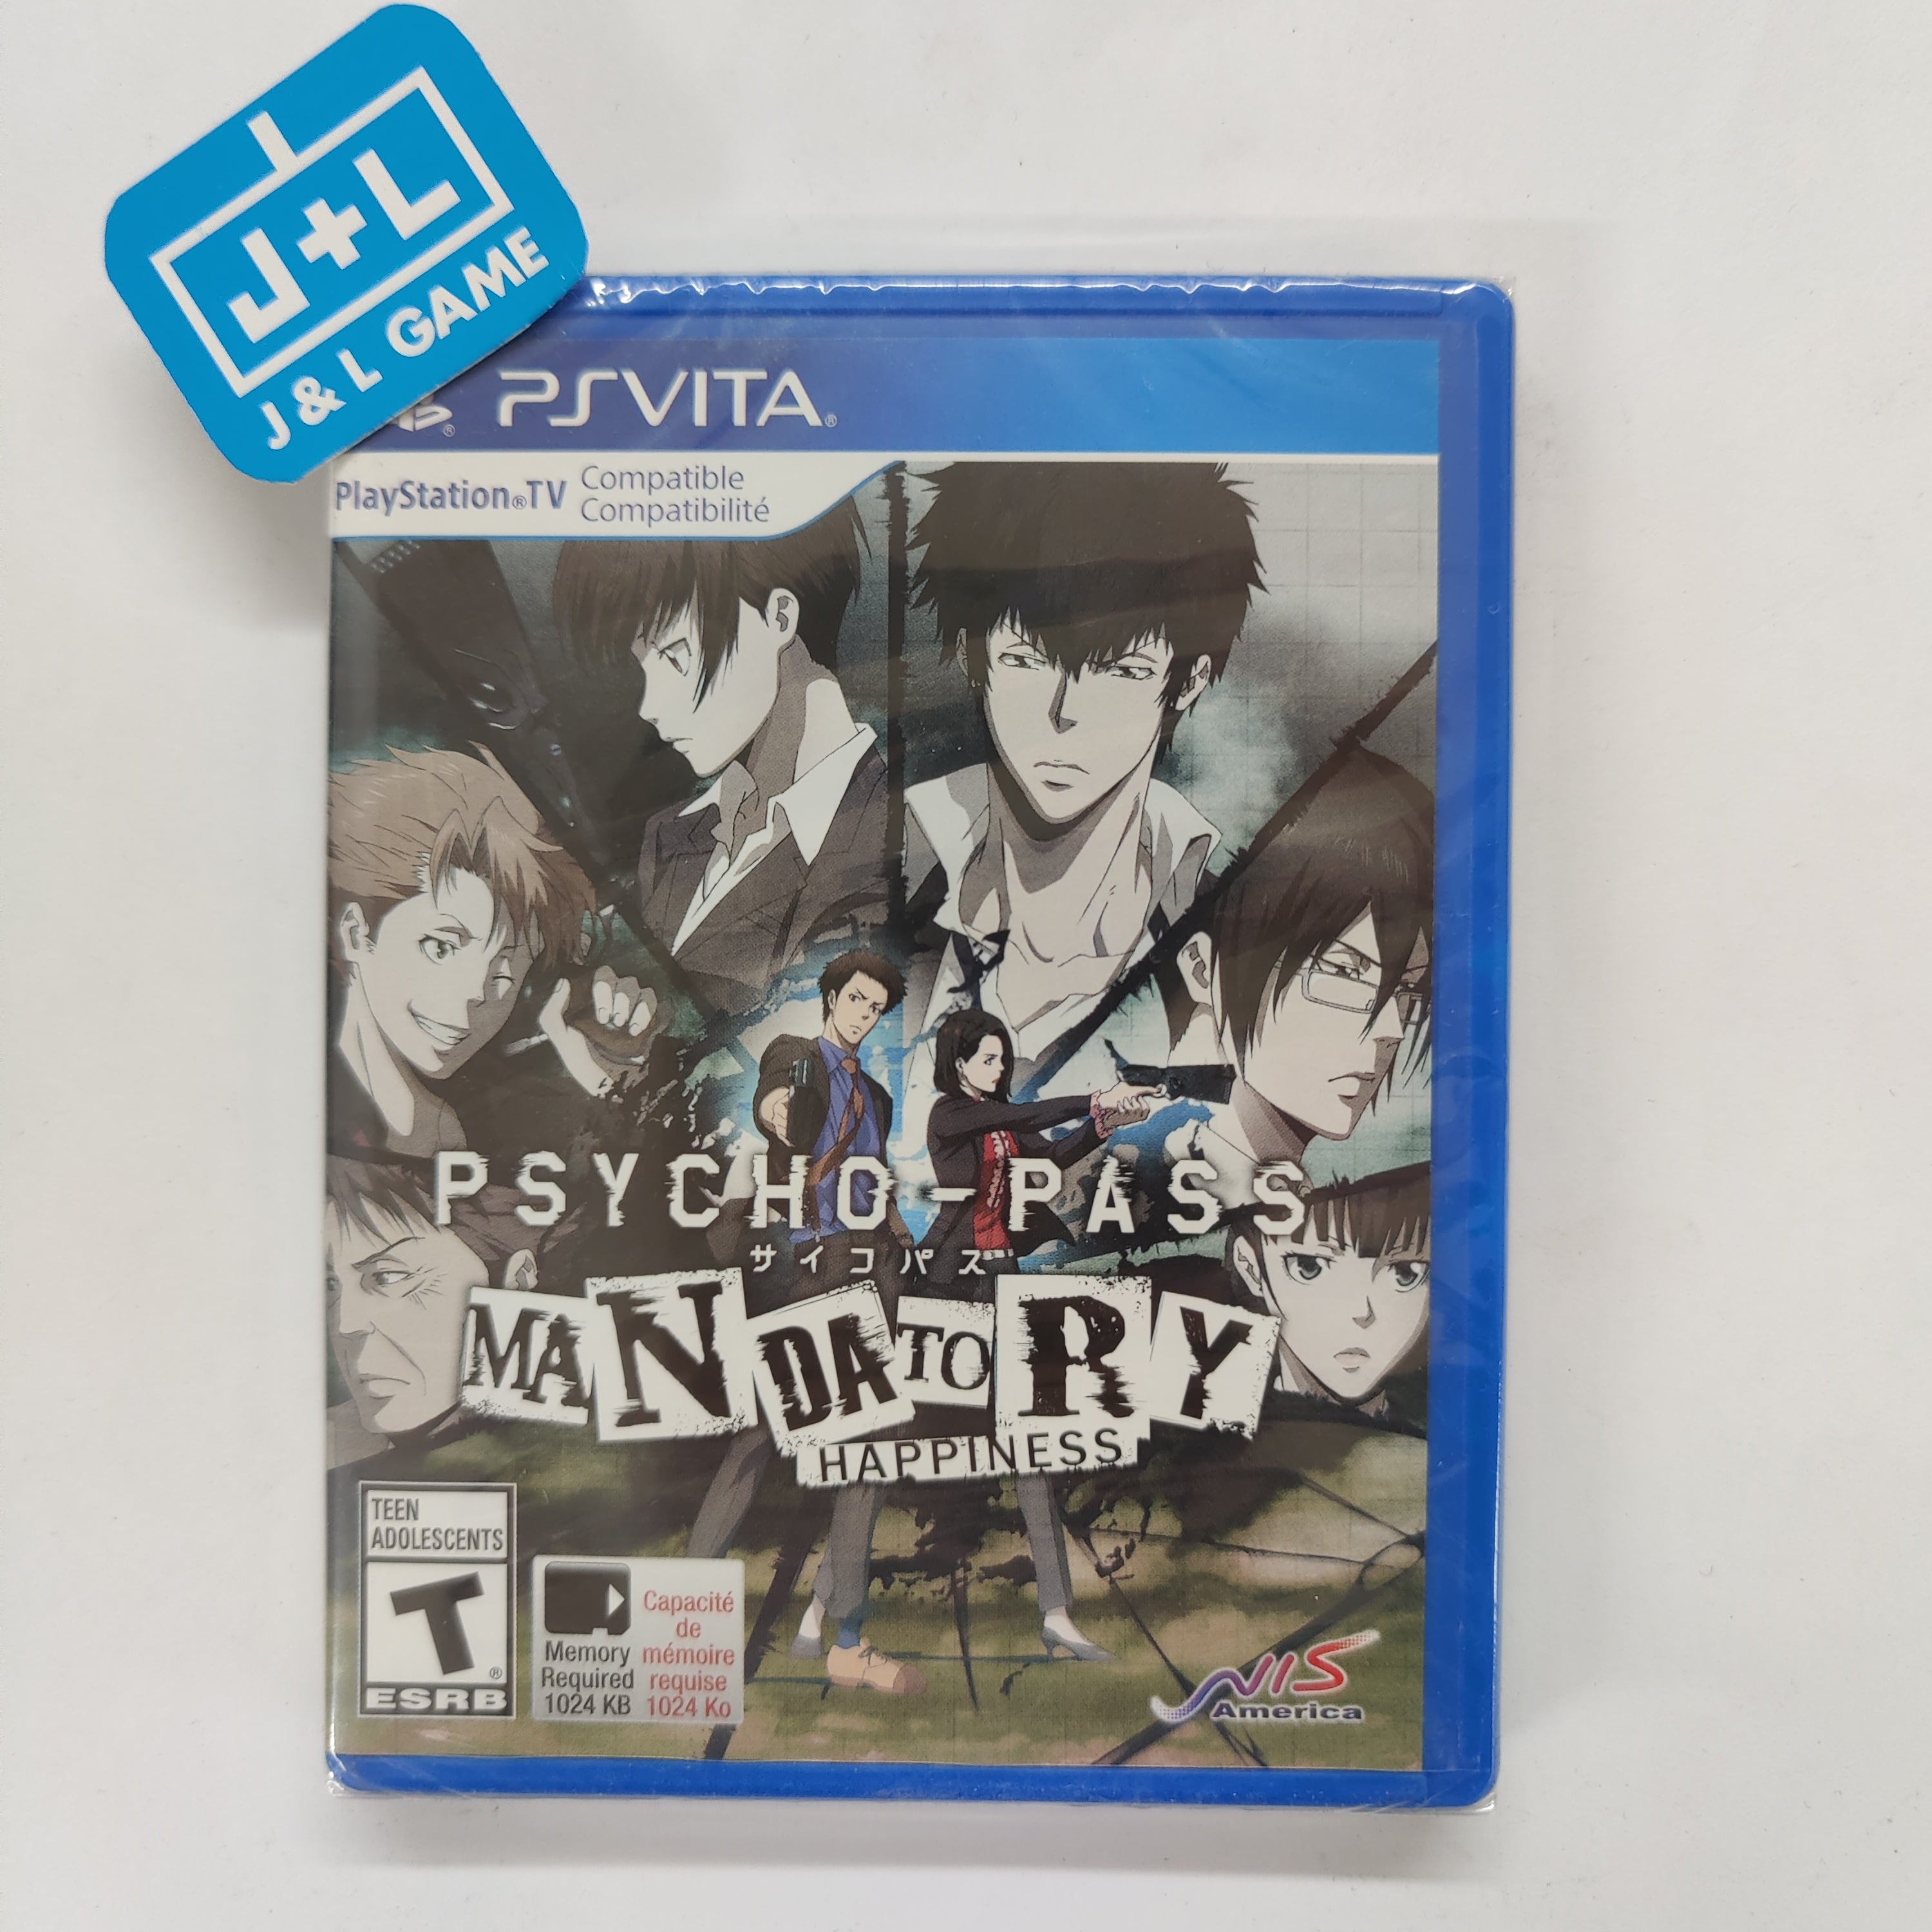 J+L
J & L GAME
PSVITA®
PlayStation®TV
Compatible
Compatibilité
PSYCHO-PASS
サイコパス
MANDATORY
HAPPINESS
TEEN
ADOLESCENTS
T
®
ESRB
Memory
Required
1024 KB
Capacité
de
mémoire
requise
1024 Ko
NIS
America